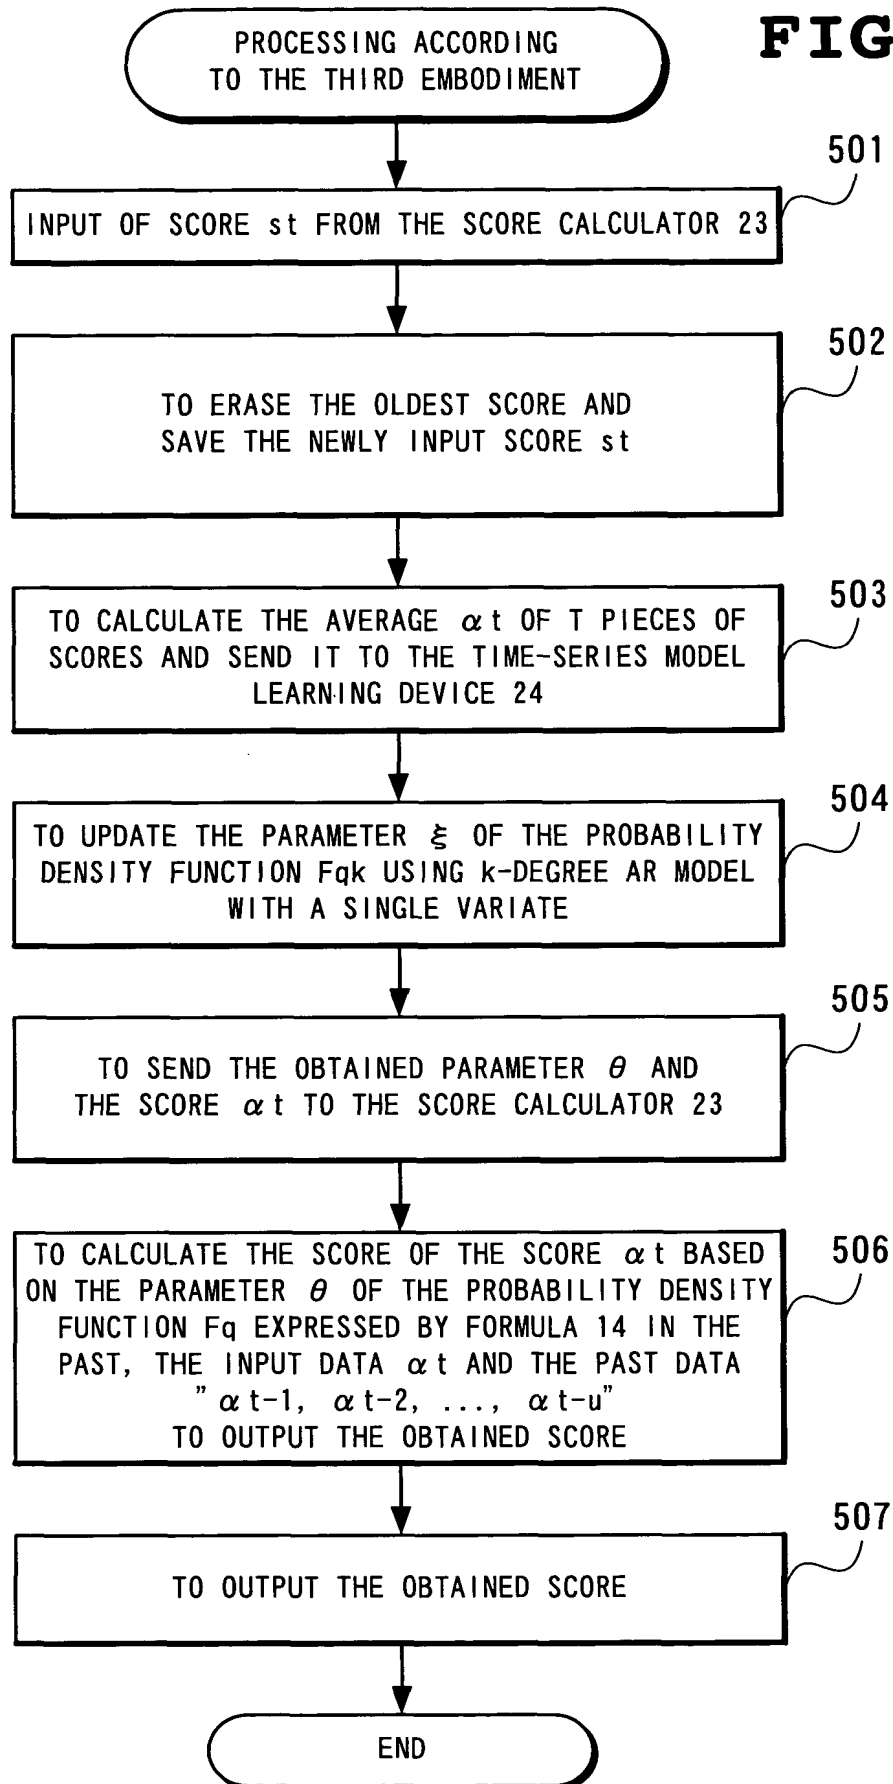 FIG
PROCESSING ACCORDING
TO THE THIRD EMBODIMENT
501
INPUT OF SCORE st FROM THE SCORE CALCULATOR 23
502
TO ERASE THE OLDEST SCORE AND
SAVE THE NEWLY INPUT SCORE st
503
TO CALCULATE THE AVERAGE αt OF T PIECES OF
SCORES AND SEND IT TO THE TIME-SERIES MODEL
LEARNING DEVICE 24
504
TO UPDATE THE PARAMETER ξ OF THE PROBABILITY
DENSITY FUNCTION Fqk USING k-DEGREE AR MODEL
WITH A SINGLE VARIATE
505
TO SEND THE OBTAINED PARAMETER θ AND
THE SCORE αt TO THE SCORE CALCULATOR 23
506
TO CALCULATE THE SCORE OF THE SCORE αt BASED
ON THE PARAMETER θ OF THE PROBABILITY DENSITY
FUNCTION Fq EXPRESSED BY FORMULA 14 IN THE
PAST, THE INPUT DATA αt AND THE PAST DATA
"αt-1, αt-2, ..., αt-u"
TO OUTPUT THE OBTAINED SCORE
507
TO OUTPUT THE OBTAINED SCORE
END